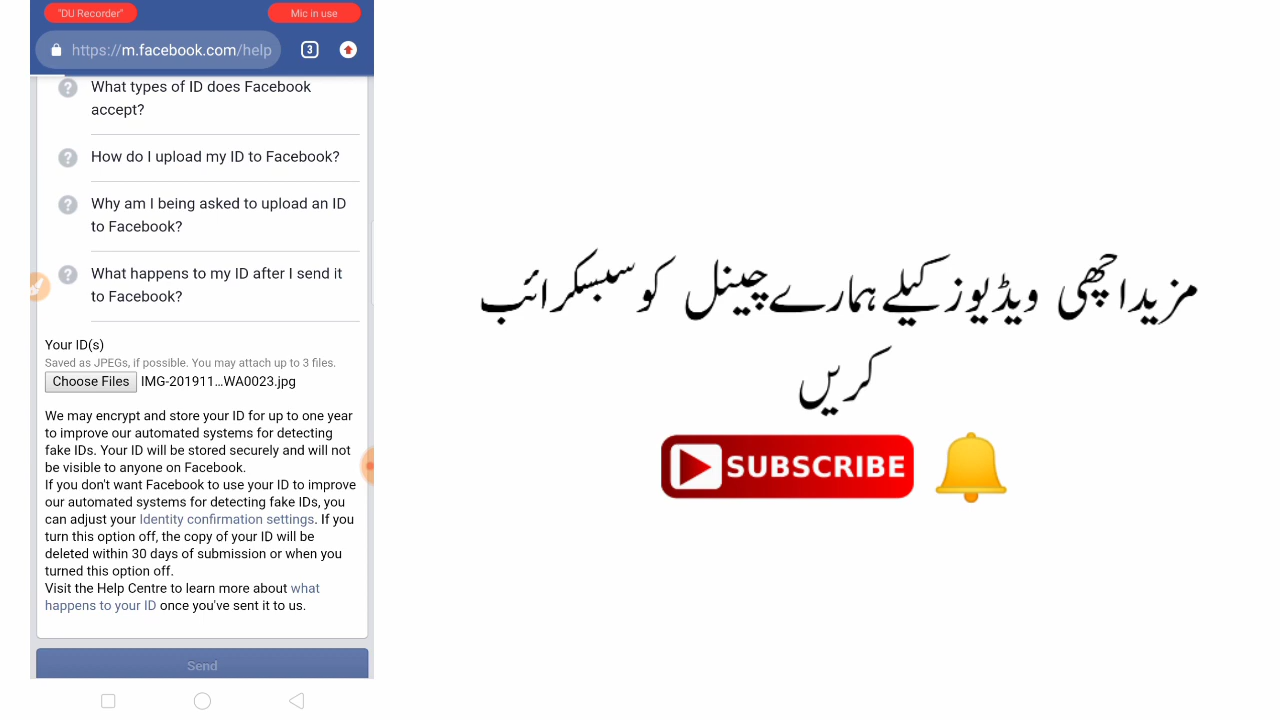 "DU Recorder"
Mic in use
https://m.facebook.com/help
3
What types of ID does Facebook
accept?
How do I upload my ID to Facebook?
Why am I being asked to upload an ID
to Facebook?
What happens to my ID after I send it
to Facebook?
Your ID(s)
Saved as JPEGs, if possible. You may attach up to 3 files.
Choose Files IMG-201911...WA0023.jpg
We may encrypt and store your ID for up to one year
to improve our automated systems for detecting
fake IDs. Your ID will be stored securely and will not
be visible to anyone on Facebook.
If you don't want Facebook to use your ID to improve
our automated systems for detecting fake IDs, you
can adjust your Identity confirmation settings. If you
turn this option off, the copy of your ID will be
deleted within 30 days of submission or when you
turned this option off.
Visit the Help Centre to learn more about what
happens to your ID once you've sent it to us.
Send
مزید اچھی ویڈیوز کیلے ہمارے چینل کو سبسکرائب
کریں
SUBSCRIBE